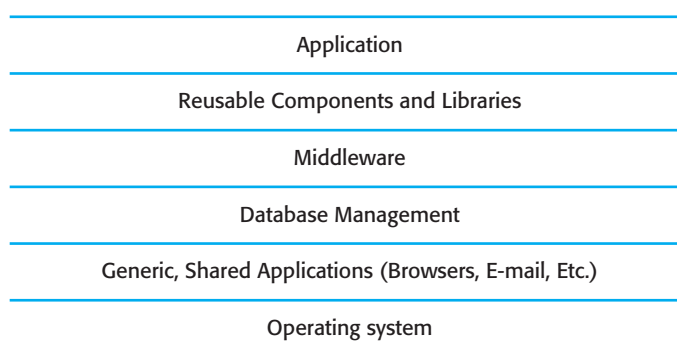 Application
Reusable Components and Libraries
Middleware
Database Management
Generic, Shared Applications (Browsers, E-mail, Etc.)
Operating system